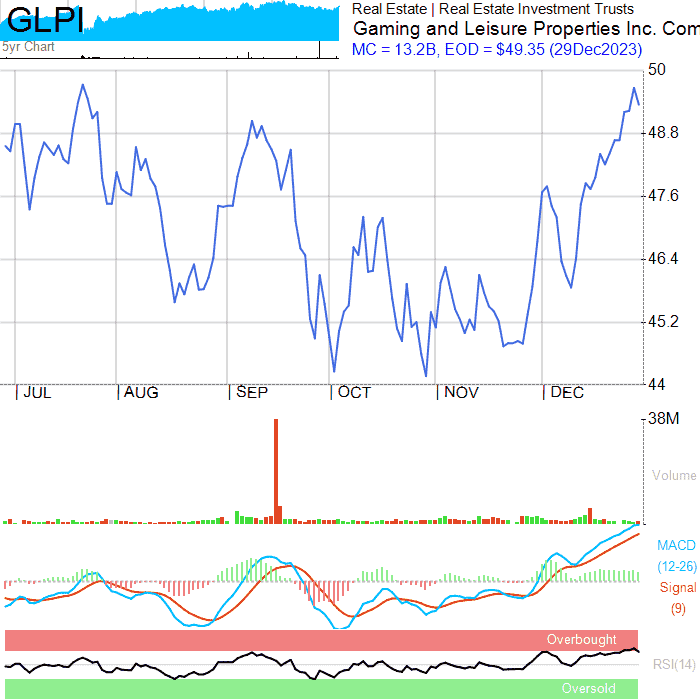 GLPI
5yr Chart
Real Estate | Real Estate Investment Trusts
Gaming and Leisure Properties Inc. Com
MC = 13.2B, EOD = $49.35 (29Dec2023)
50
48.8
47.6
46.4
45.2
44
| JUL | AUG | SEP | OCT | NOV | DEC
38M
Volume
MACD
(12-26)
Signal
(9)
Overbought
RSI(14)
Oversold